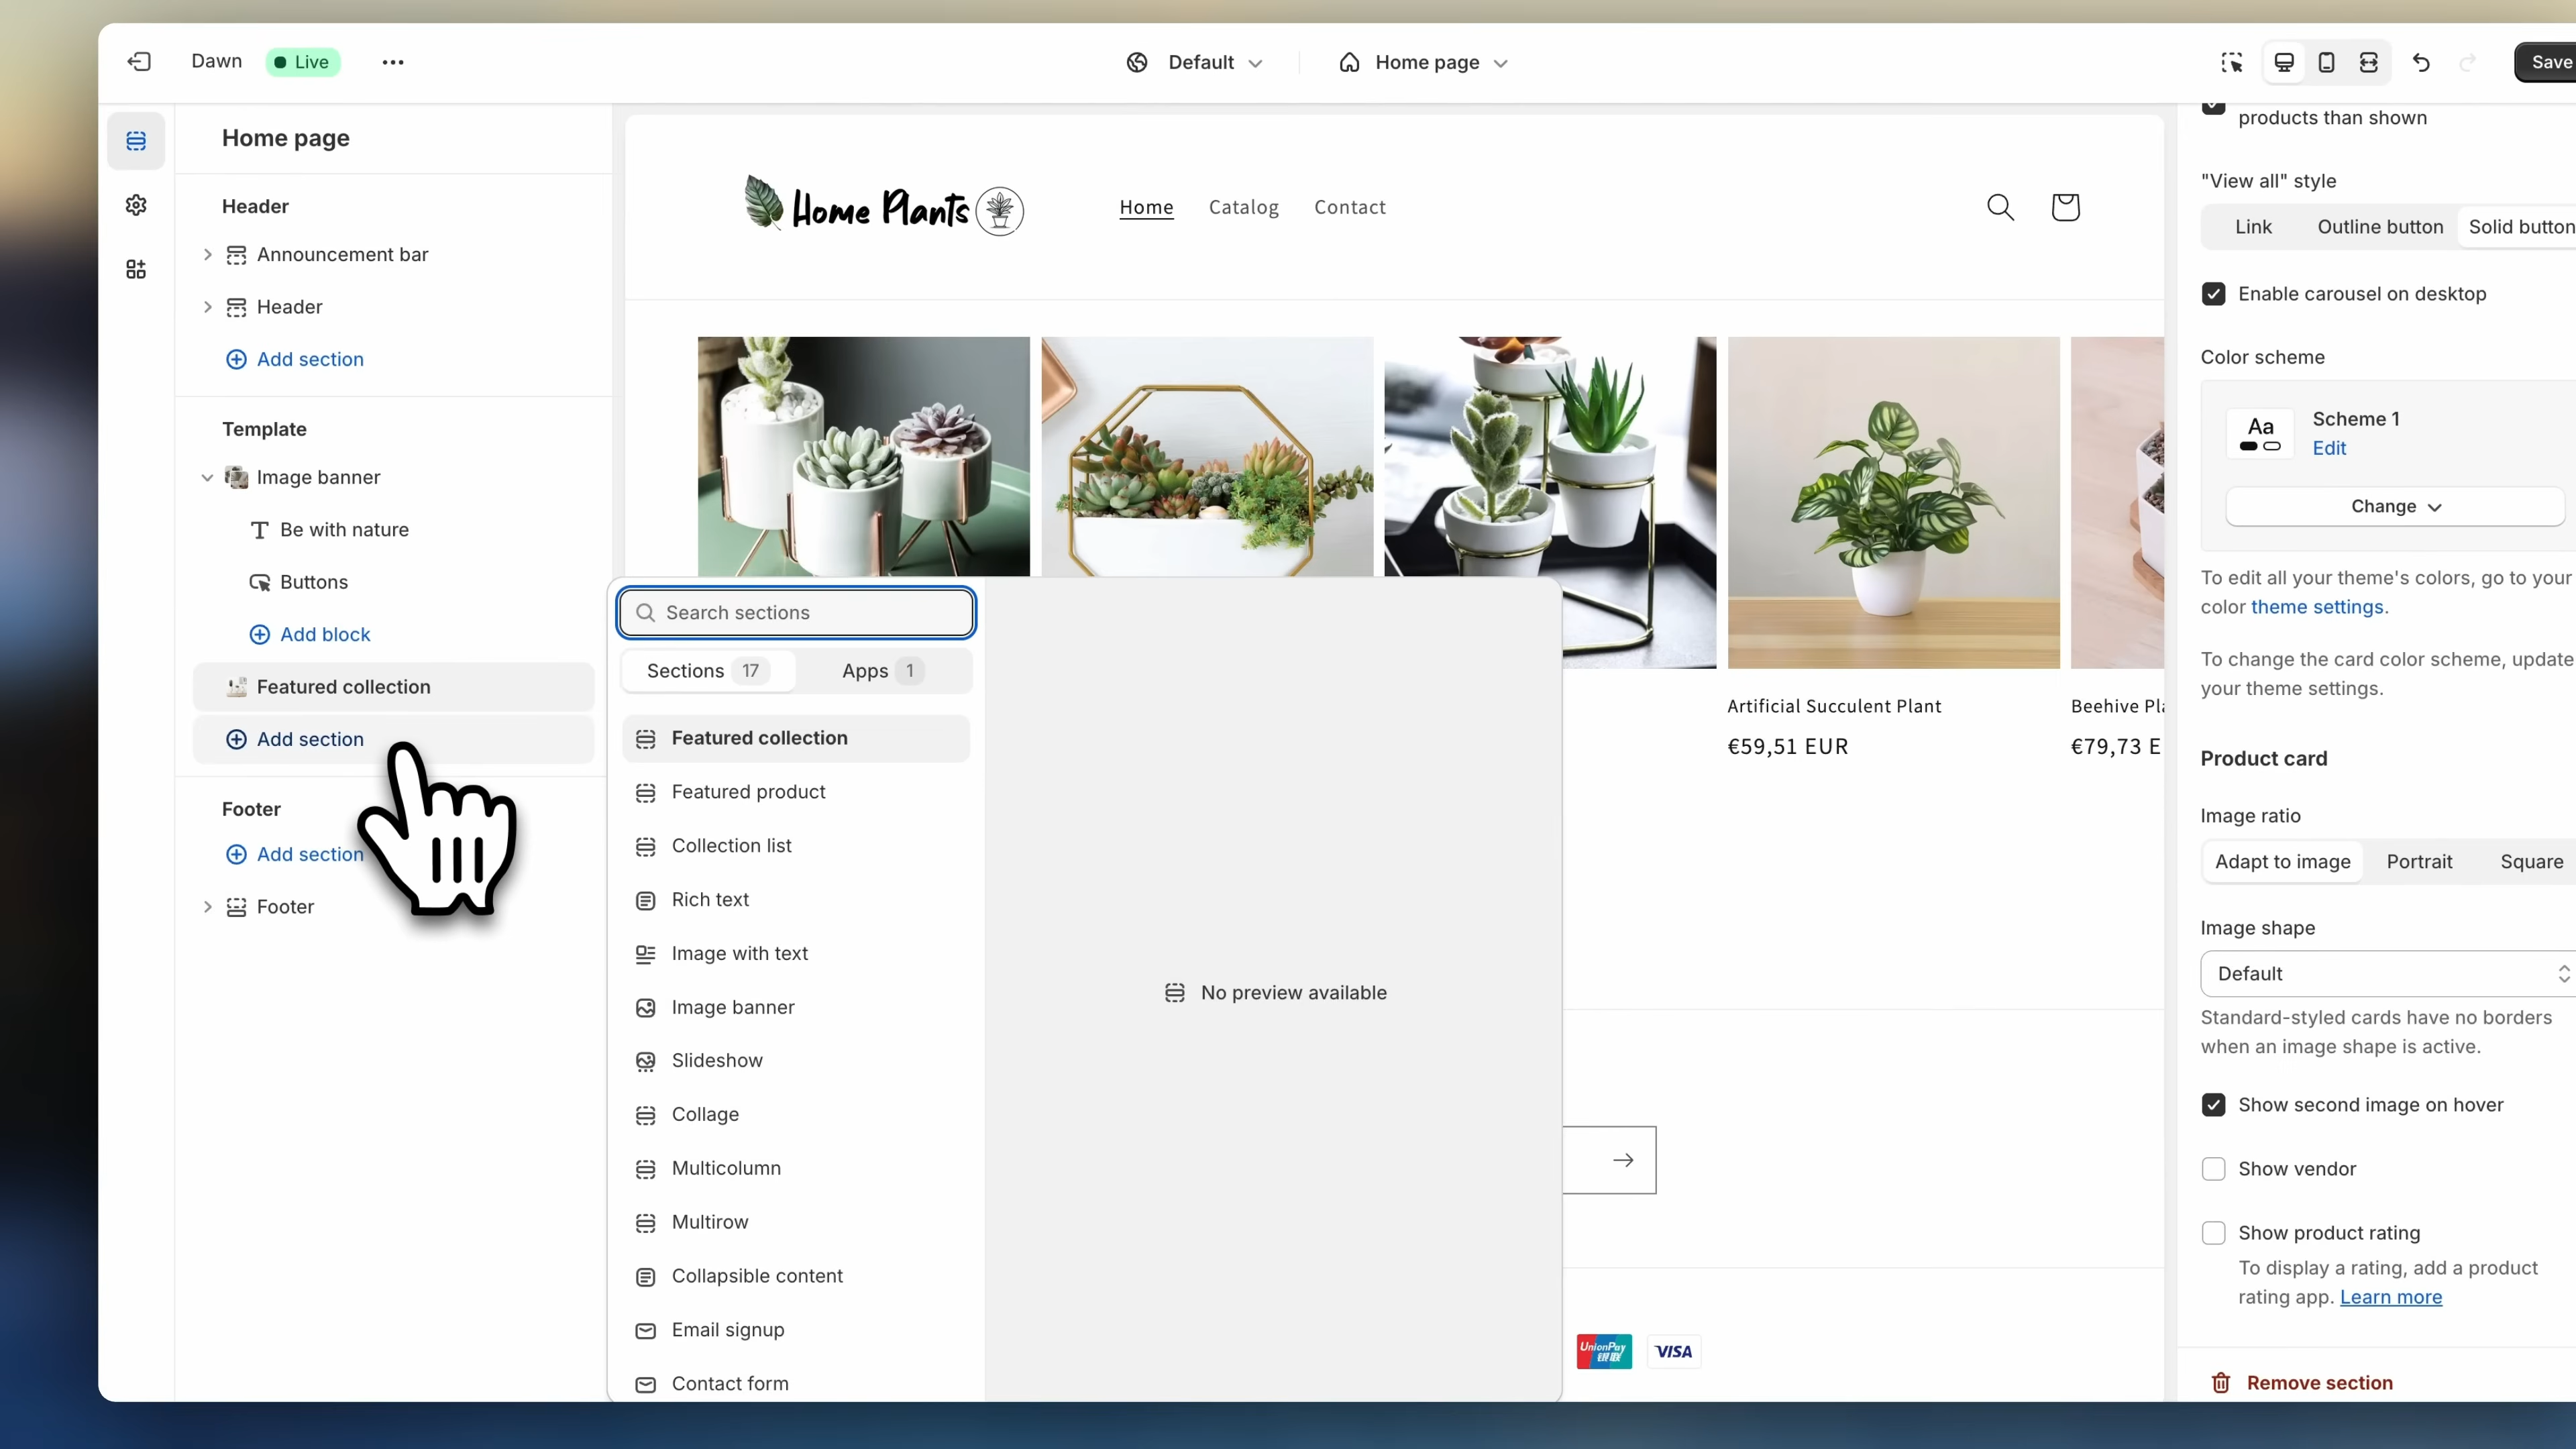 Dawn
Live
Default
Home page
Save
Home page
Header
Announcement bar
Header
Add section
Template
Image banner
Be with nature
Buttons
Add block
Featured collection
Add section
Footer
Add section
Footer
Home Plants
Home
Catalog
Contact
Artificial Succulent Plant
€59,51 EUR
Beehive
€79,73 E
Search sections
Sections 17
Apps 1
Featured collection
Featured product
Collection list
Rich text
Image with text
Image banner
Slideshow
Collage
Multicolumn
Multirow
Collapsible content
Email signup
Contact form
No preview available
UnionPay
银联
VISA
products than shown
"View all" style
Link
Outline button
Solid button
Enable carousel on desktop
Color scheme
Aa
Scheme 1
Edit
Change
To edit all your theme's colors, go to your
color theme settings.
To change the card color scheme, update
your theme settings.
Product card
Image ratio
Adapt to image
Portrait
Square
Image shape
Default
Standard-styled cards have no borders
when an image shape is active.
Show second image on hover
Show vendor
Show product rating
To display a rating, add a product
rating app. Learn more
Remove section